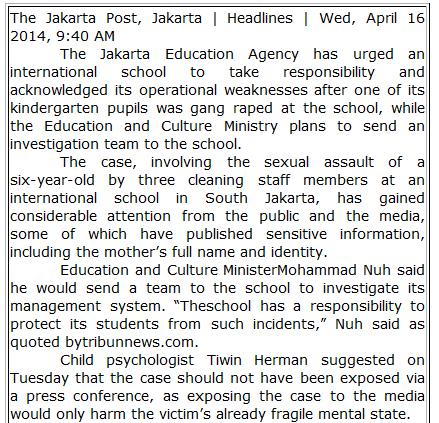 The Jakarta Post, Jakarta | Headlines | Wed, April 16
2014, 9:40 AM
The Jakarta Education Agency has urged an
international school to take responsibility and
acknowledged its operational weaknesses after one of its
kindergarten pupils was gang raped at the school, while
the Education and Culture Ministry plans to send an
investigation team to the school.
The case, involving the sexual assault of a
six-year-old by three cleaning staff members at an
international school in South Jakarta, has gained
considerable attention from the public and the media,
some of which have published sensitive information,
including the mother's full name and identity.
Education and Culture MinisterMohammad Nuh said
he would send a team to the school to investigate its
management system. “Theschool has a responsibility to
protect its students from such incidents,” Nuh said as
quoted bytribunnews.com.
Child psychologist Tiwin Herman suggested on
Tuesday that the case should not have been exposed via
a press conference, as exposing the case to the media
would only harm the victim's already fragile mental state.